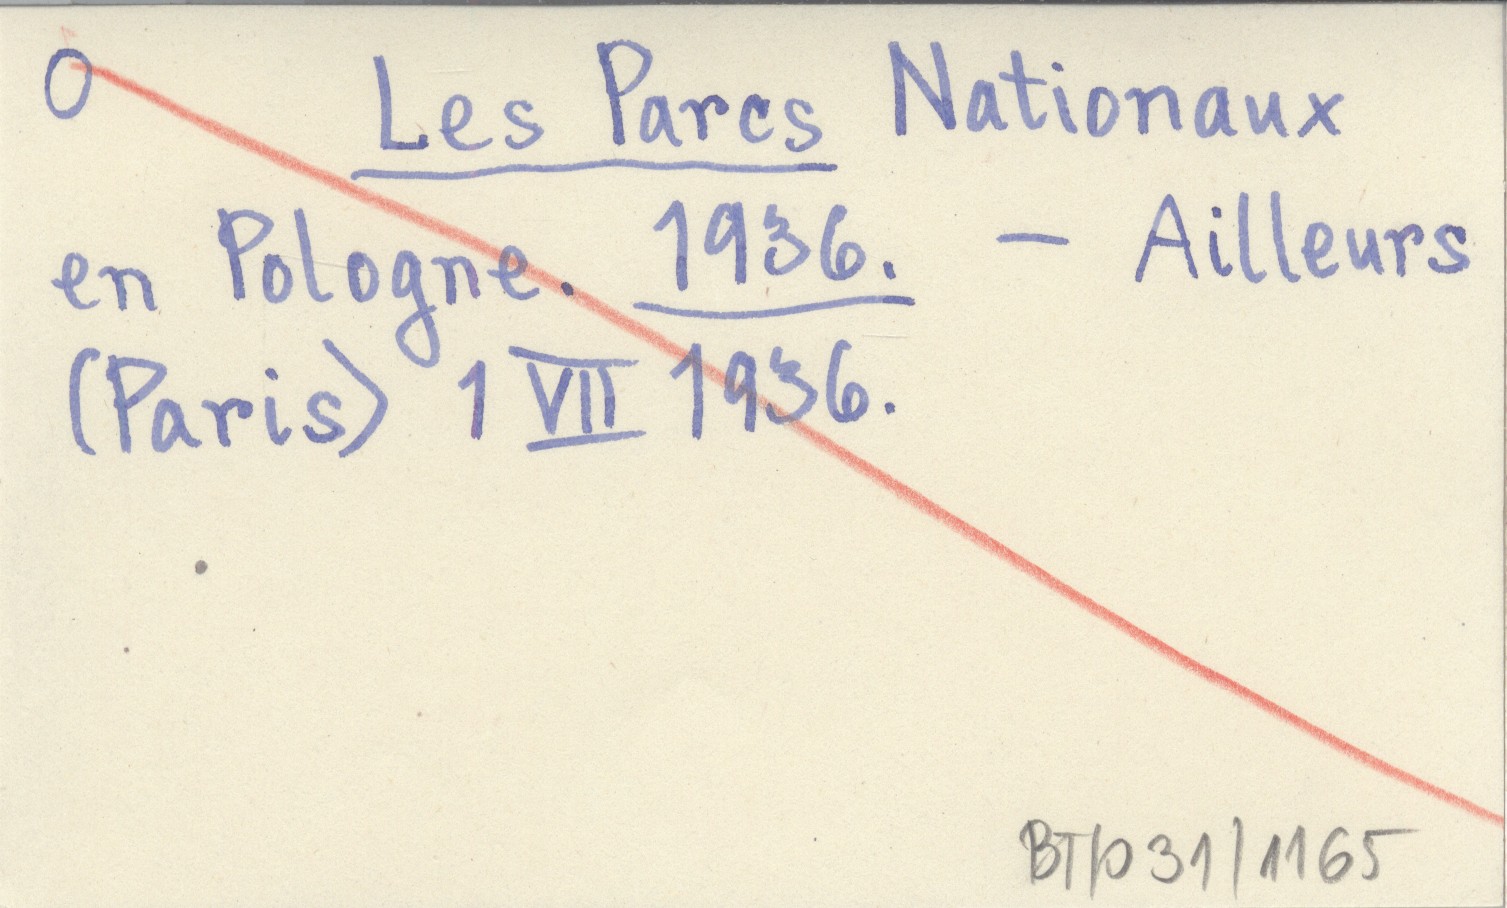 O Les Parcs Nationaux
en Pologne. 1936. — Ailleurs
(Paris) 1 VII 1936.
BT/031/1165